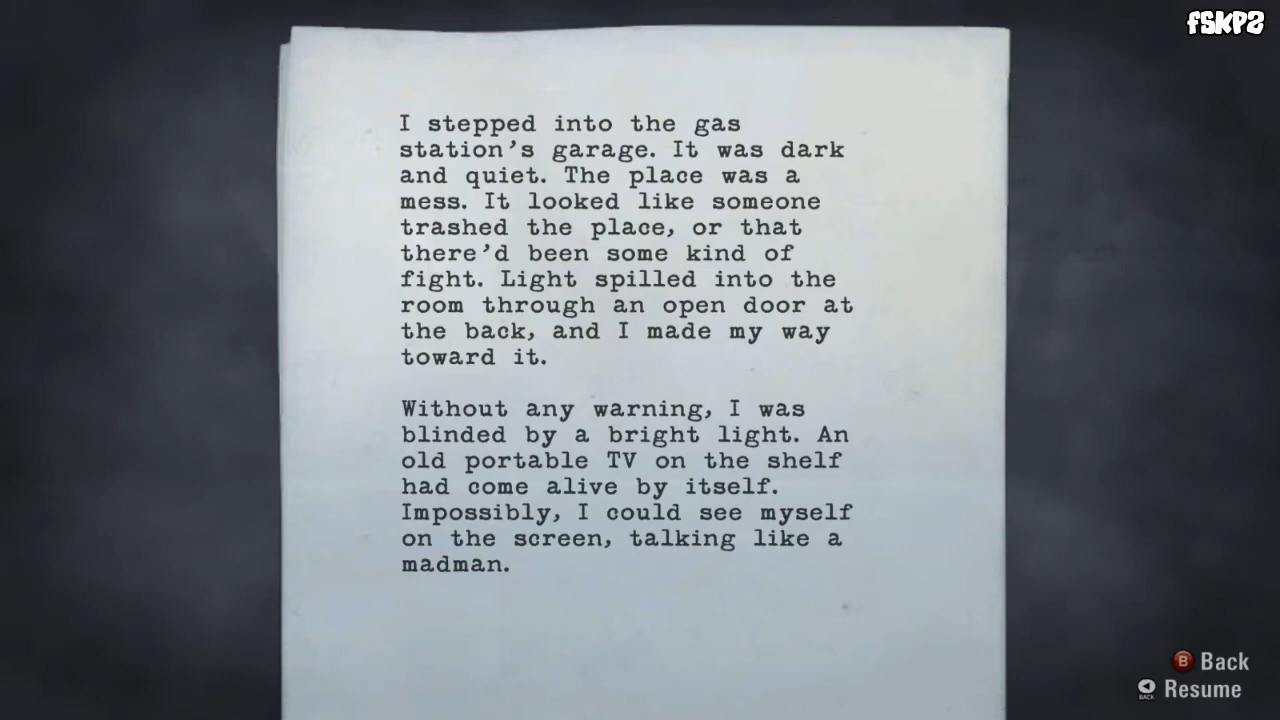 fSKPZ
I stepped into the gas
station's garage. It was dark
and quiet. The place was a
mess. It looked like someone
trashed the place, or that
there'd been some kind of
fight. Light spilled into the
room through an open door at
the back, and I made my way
toward it.
Without any warning, I was
blinded by a bright light. An
old portable TV on the shelf
had come alive by itself.
Impossibly, I could see myself
on the screen, talking like a
madman.
B Back
BACK Resume